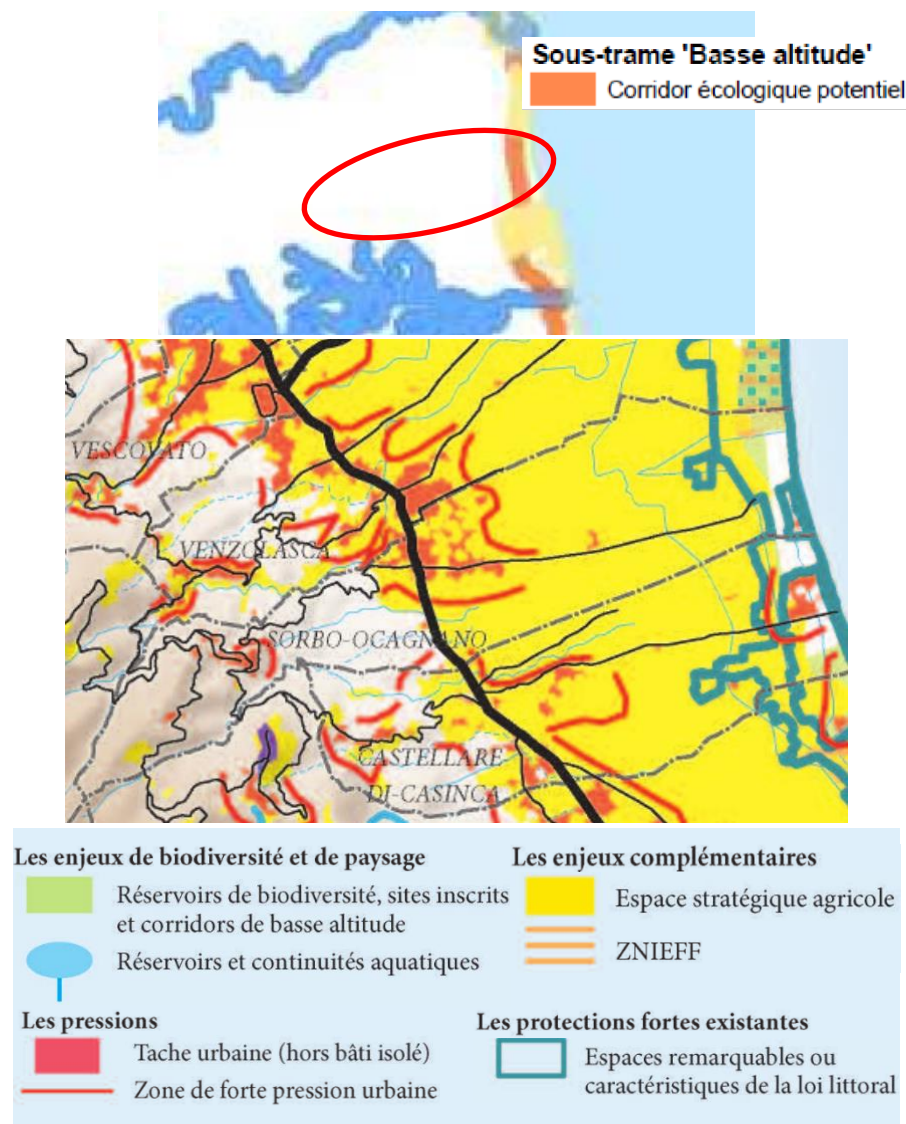 Sous-trame 'Basse altitude'
Corridor écologique potentiel
VESCOVATO
VENZOLASCA
SORBO-OCAGNANO
CASTELLARE-
DI-CASINCA
Les enjeux de biodiversité et de paysage
Réservoirs de biodiversité, sites inscrits
et corridors de basse altitude
Réservoirs et continuités aquatiques
Les enjeux complémentaires
Espace stratégique agricole
ZNIEFF
Les pressions
Tache urbaine (hors bâti isolé)
Zone de forte pression urbaine
Les protections fortes existantes
Espaces remarquables ou
caractéristiques de la loi littoral